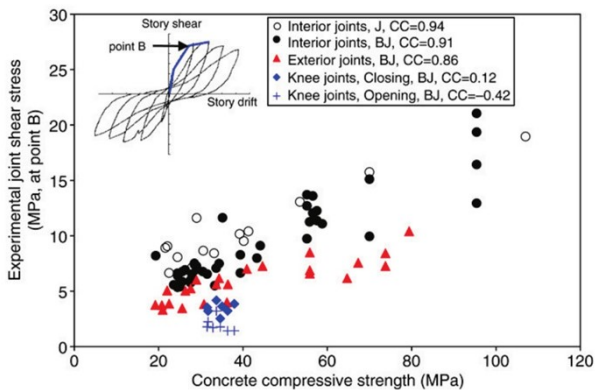 30
25
20
15
10
5
0
0
20
40
60
80
100
120
Experimental joint shear stress
(MPa, at point B)
Concrete compressive strength (MPa)
Story shear
point B
Story drift
Interior joints, J, CC=0.94
Interior joints, BJ, CC=0.91
Exterior joints, BJ, CC=0.86
Knee joints, Closing, BJ, CC=0.12
Knee joints, Opening, BJ, CC=−0.42